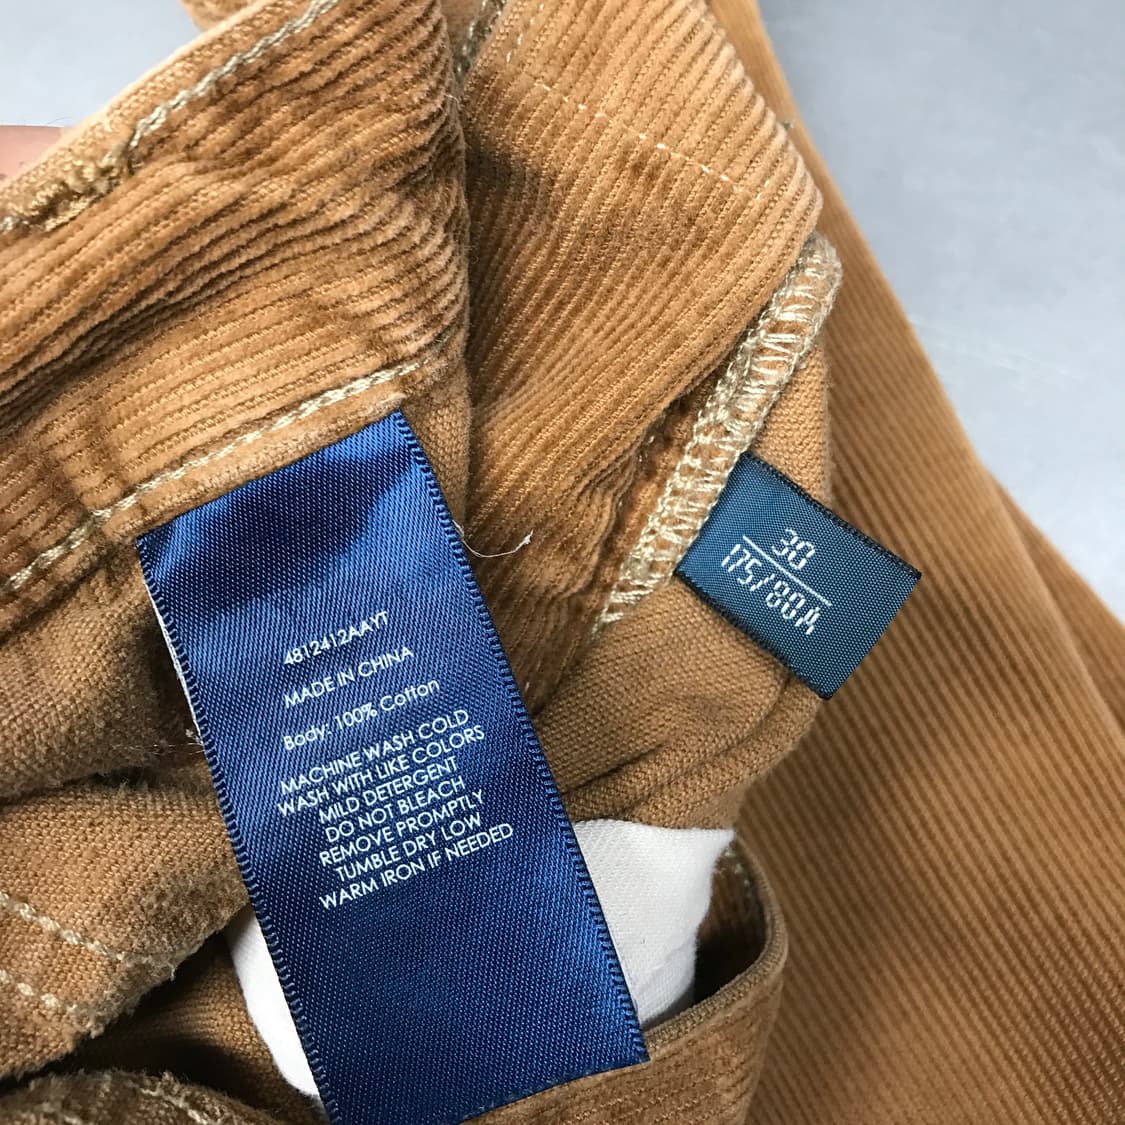 4812412AAYT
MADE IN CHINA
Body: 100% Cotton
MACHINE WASH COLD
WASH WITH LIKE COLORS
MILD DETERGENT
DO NOT BLEACH
REMOVE PROMPTLY
TUMBLE DRY LOW
WARM IRON IF NEEDED
30
175/80A